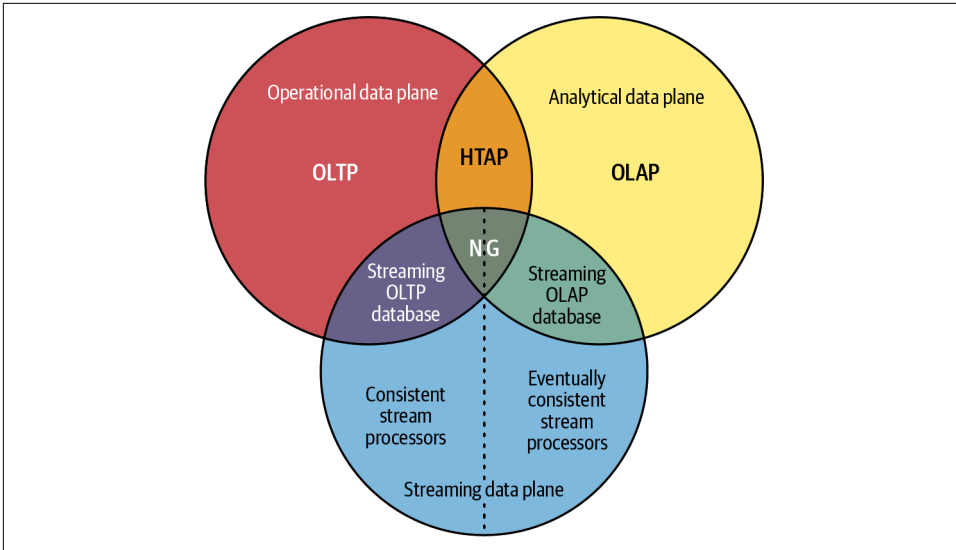 Operational data plane
Analytical data plane
HTAP
OLTP
OLAP
NG
Streaming
OLTP
database
Streaming
OLAP
database
Consistent
stream
processors
Eventually
consistent
stream
processors
Streaming data plane